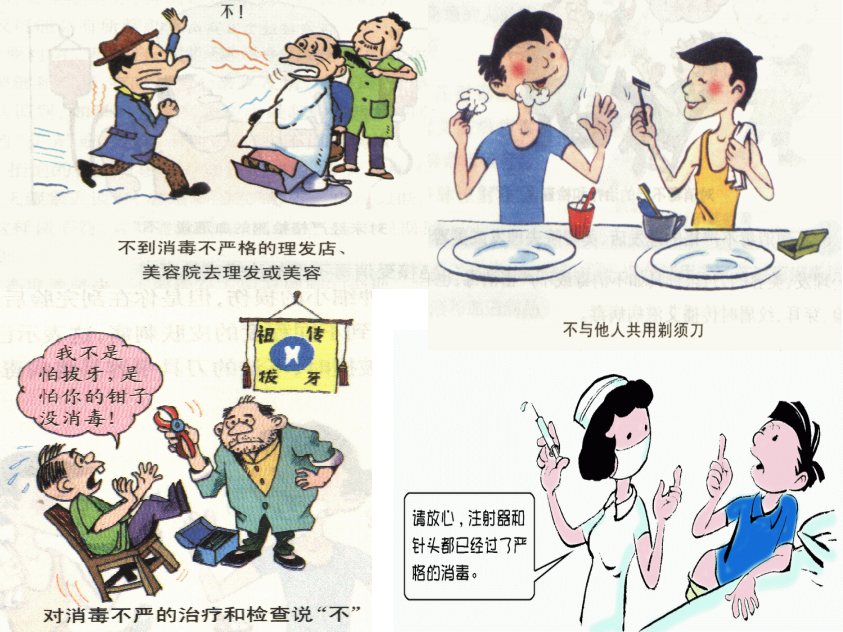 不！
不到消毒不严格的理发店、
美容院去理发或美容
不与他人共用剃须刀
我不是
怕拔牙，是
怕你的钳子
没消毒！
祖 传
拔 牙
对消毒不严的治疗和检查说“不”
请放心，注射器和
针头都已经过了严
格的消毒。